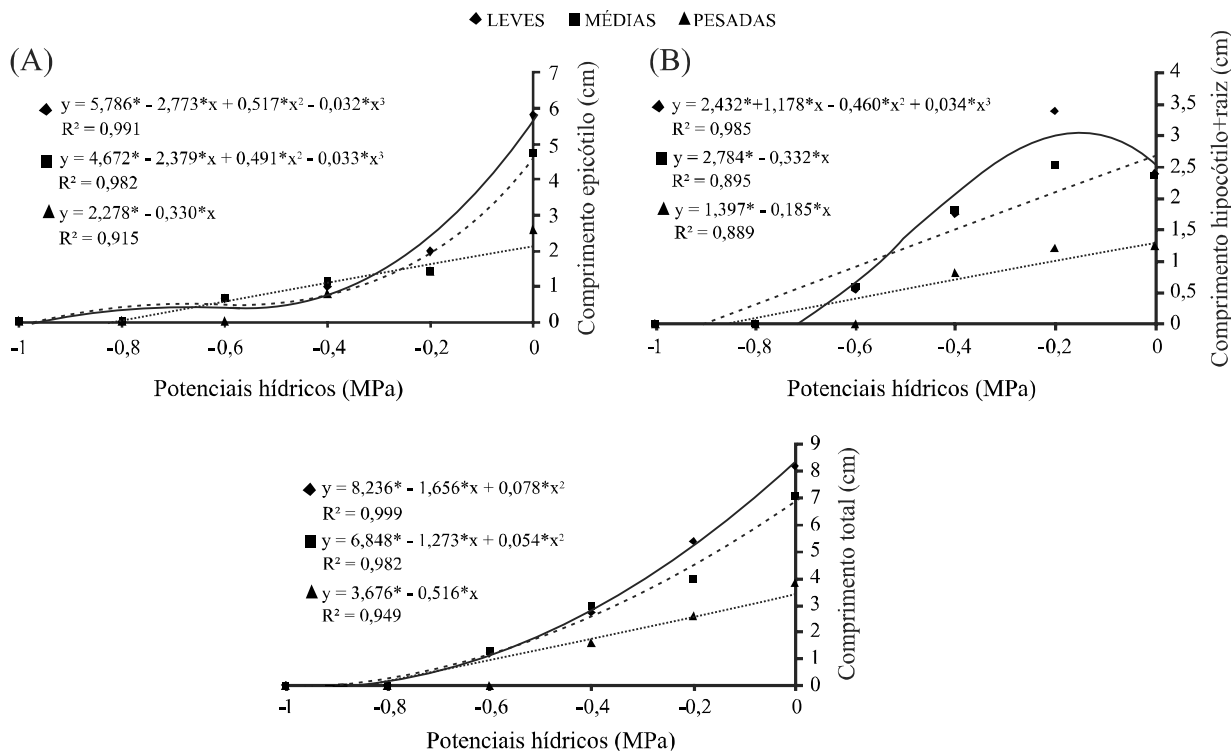 LEVES MÉDIAS PESADAS
(A)
y = 5,786* - 2,773*x + 0,517*x² - 0,032*x³
R² = 0,991
y = 4,672* - 2,379*x + 0,491*x² - 0,033*x³
R² = 0,982
y = 2,278* - 0,330*x
R² = 0,915
7
6
5
4
3
2
1
0
Comprimento epicótilo (cm)
-1 -0,8 -0,6 -0,4 -0,2 0
Potenciais hídricos (MPa)
(B)
y = 2,432*+1,178*x - 0,460*x² + 0,034*x³
R² = 0,985
y = 2,784* - 0,332*x
R² = 0,895
y = 1,397* - 0,185*x
R² = 0,889
4
3,5
3
2,5
2
1,5
1
0,5
0
Comprimento hipocótilo+raiz (cm)
-1 -0,8 -0,6 -0,4 -0,2 0
Potenciais hídricos (MPa)
y = 8,236* - 1,656*x + 0,078*x²
R² = 0,999
y = 6,848* - 1,273*x + 0,054*x²
R² = 0,982
y = 3,676* - 0,516*x
R² = 0,949
9
8
7
6
5
4
3
2
1
0
Comprimento total (cm)
-1 -0,8 -0,6 -0,4 -0,2 0
Potenciais hídricos (MPa)